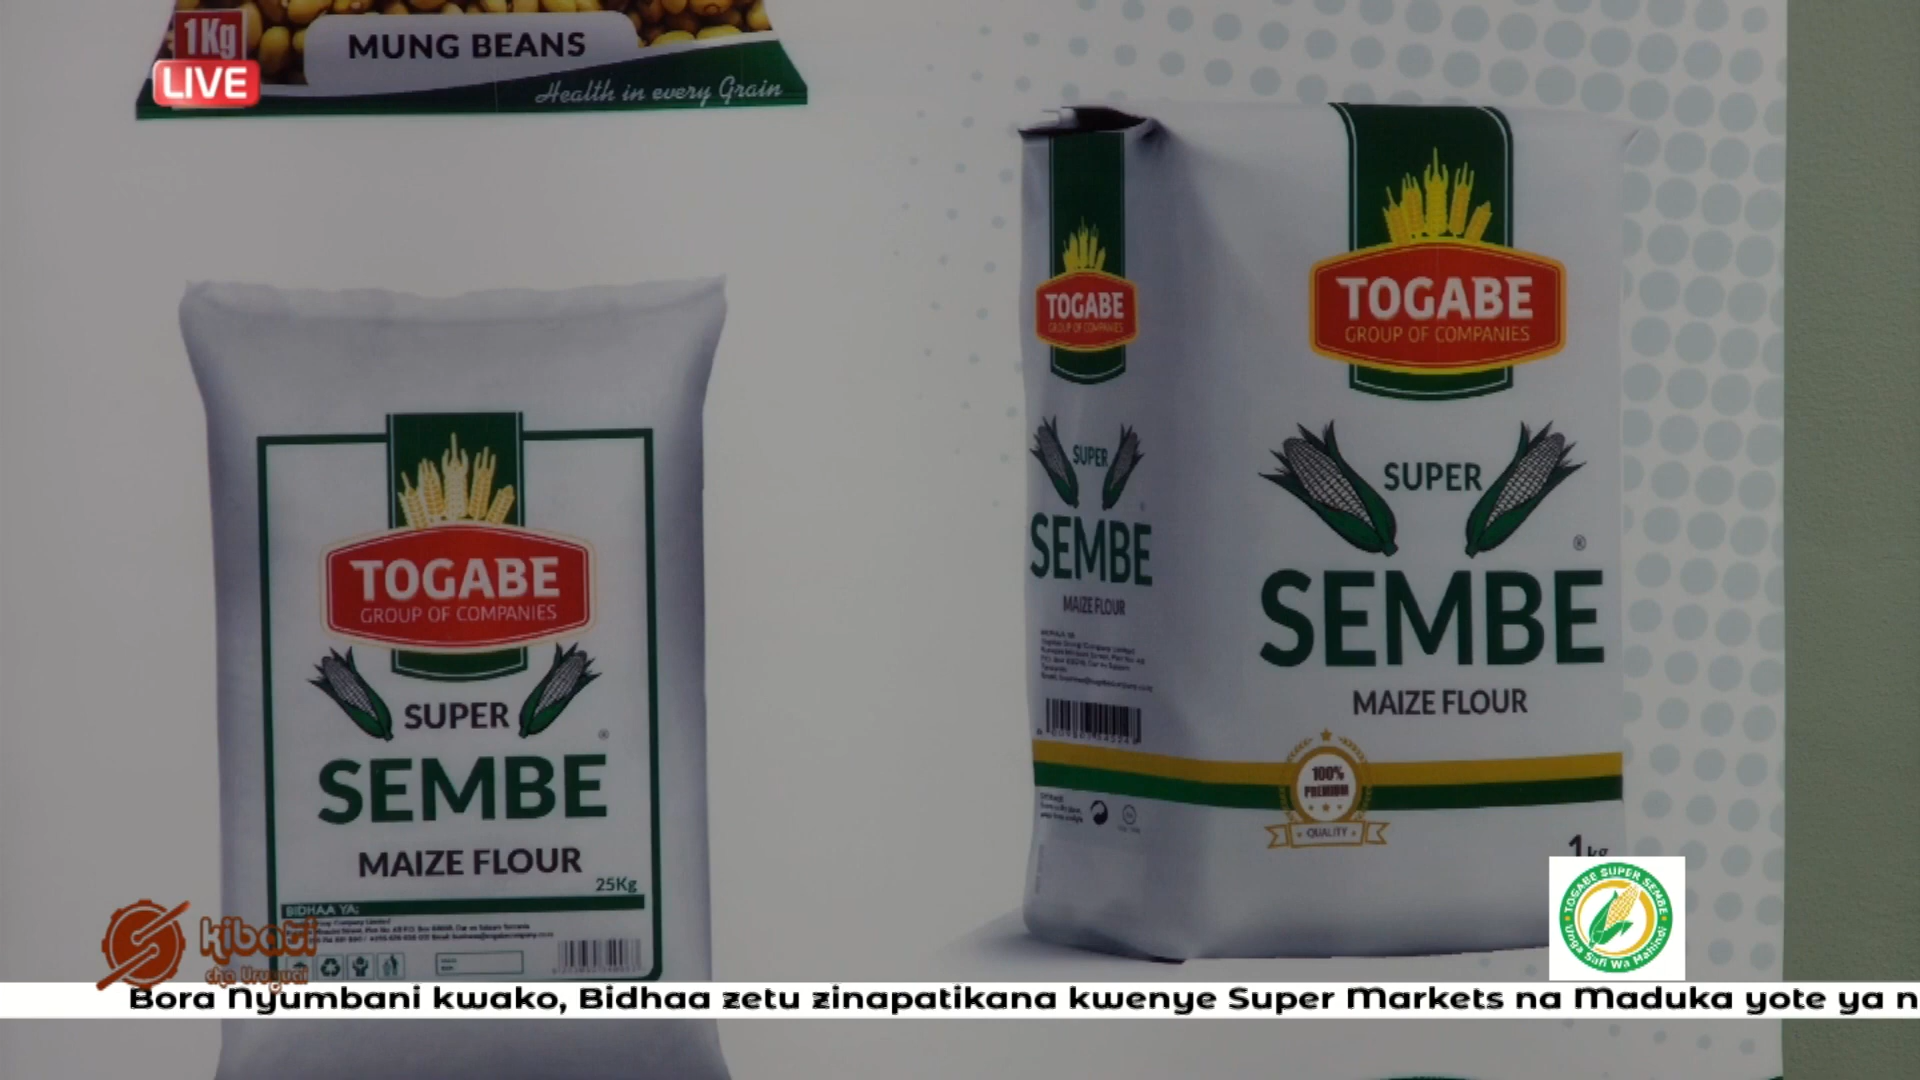 1Kg
MUNG BEANS
LIVE
Health in every Grain
TOGABE
GROUP OF COMPANIES
SUPER
SEMBE
®
MAIZE FLOUR
25Kg
BIDHAA YA:
TOGABE
GROUP OF COMPANIES
SUPER
SEMBE
MAIZE FLOUR
TOGABE
GROUP OF COMPANIES
SUPER
®
SEMBE
MAIZE FLOUR
100%
PREMIUM
QUALITY
1kg
TOGABE SUPER SEMBE
Unga Safi Wa Mahindi
kibati
cha Uruguai
Bora Nyumbani kwako, Bidhaa zetu zinapatikana kwenye Super Markets na Maduka yote ya n